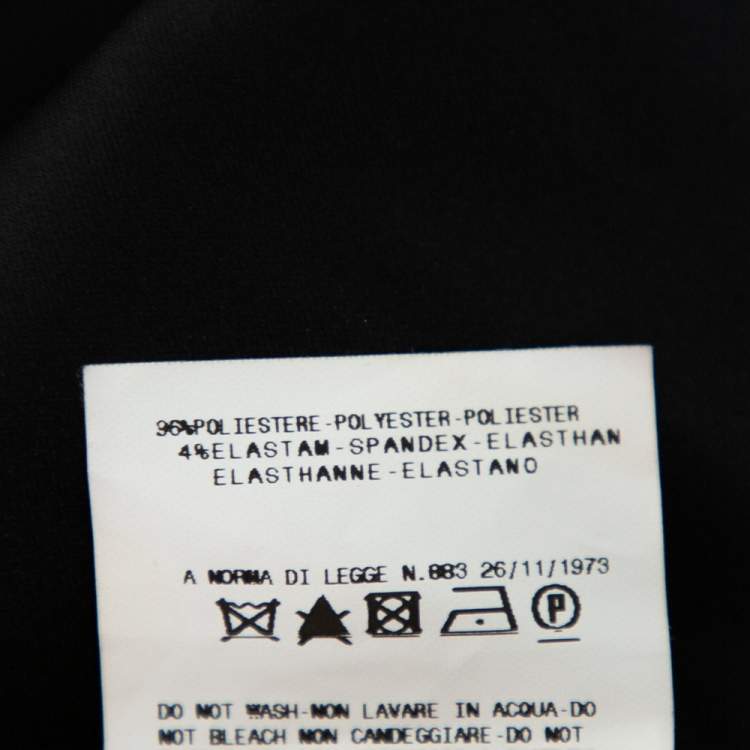 96%POLIESTERE-POLYESTER-POLIESTER
4%ELASTAM-SPANDEX-ELASTHAN
ELASTHANNE-ELASTANO
A NORMA DI LEGGE N.883 26/11/1973
P
DO NOT WASH-NON LAVARE IN ACQUA-DO
NOT BLEACH NON CANDEGGIARE-DO NOT